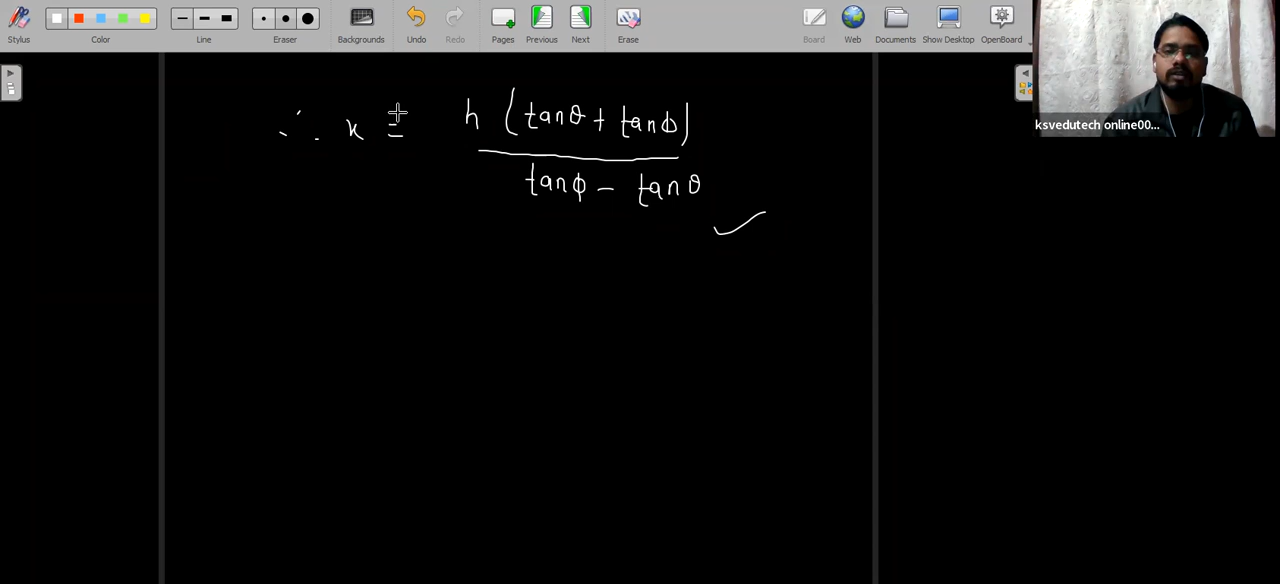 Stylus Color Line Eraser Backgrounds Undo Redo Pages Previous Next Erase Board Web Documents Show Desktop OpenBoard
ksvedutech online00...
∴ x = h (tanθ + tanϕ)
tanϕ - tanθ